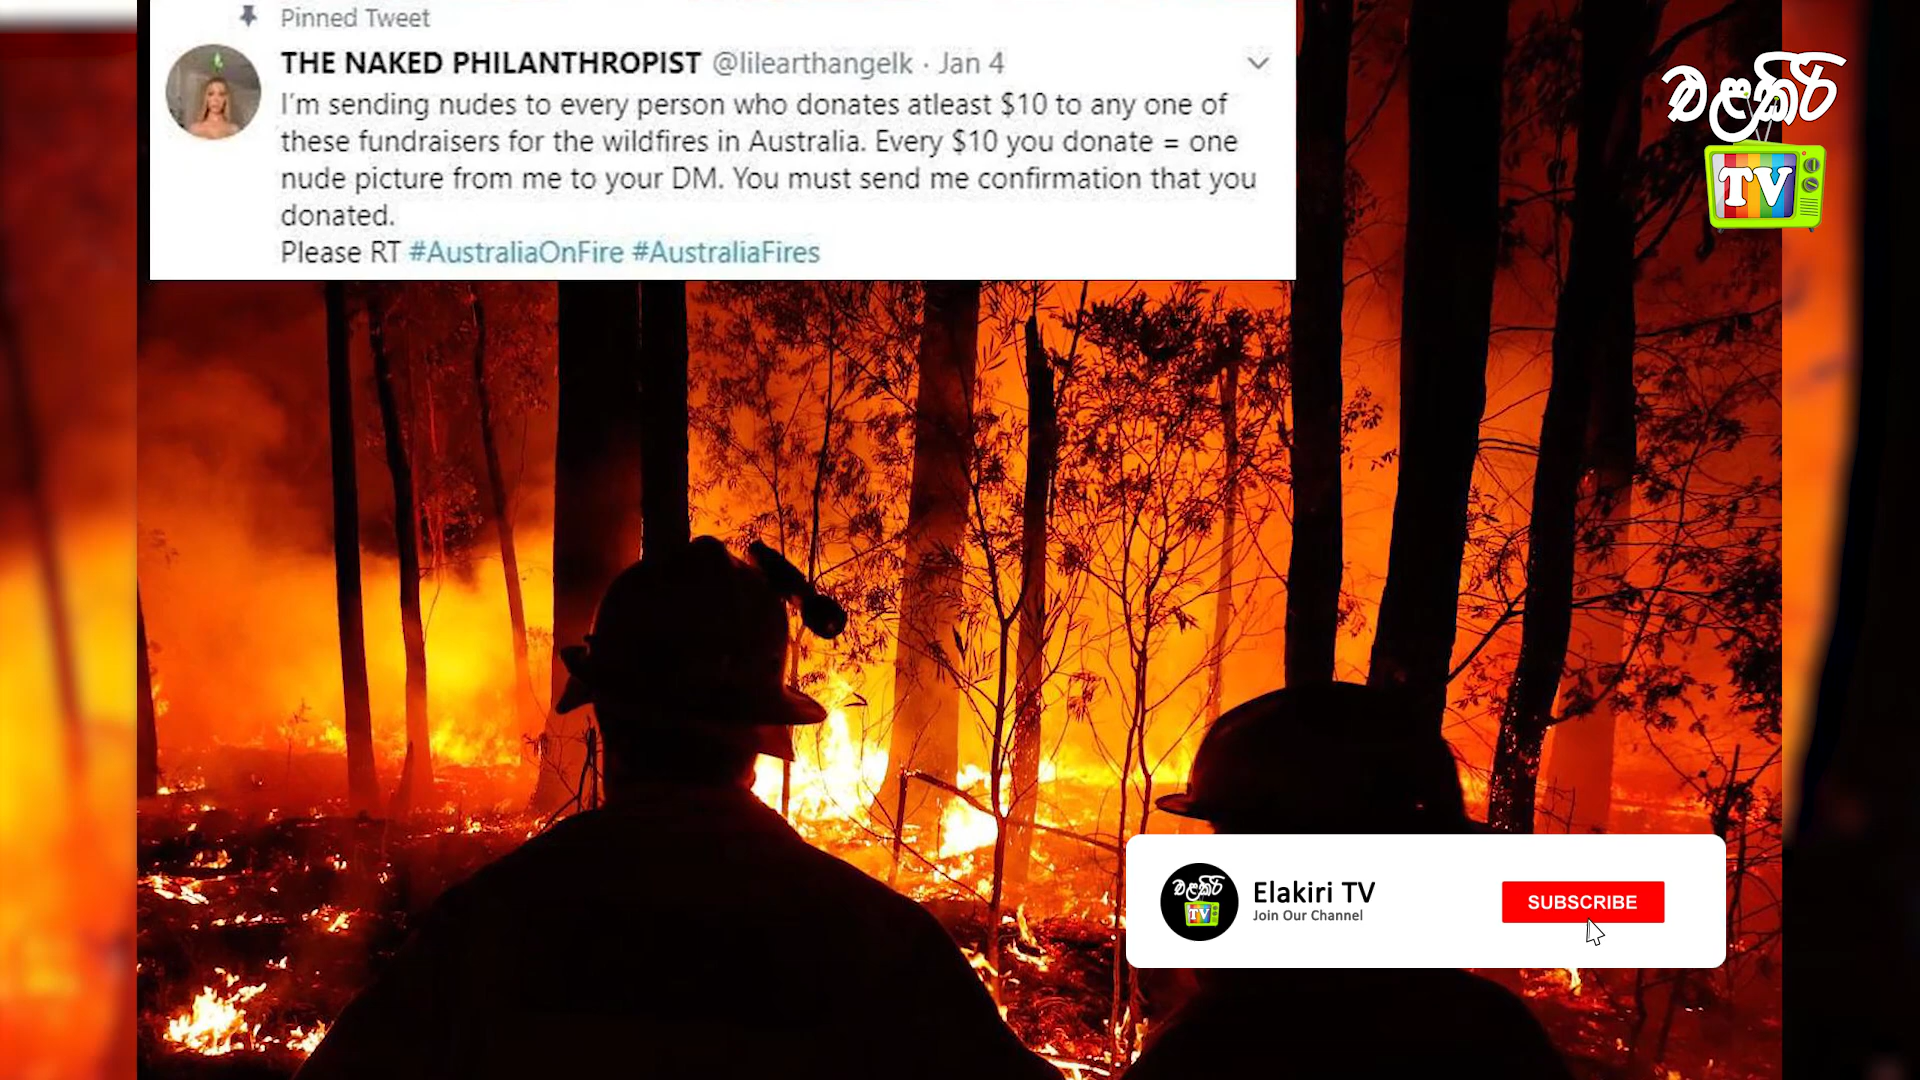 Pinned Tweet
THE NAKED PHILANTHROPIST @lilearthangelk · Jan 4
I'm sending nudes to every person who donates atleast $10 to any one of
these fundraisers for the wildfires in Australia. Every $10 you donate = one
nude picture from me to your DM. You must send me confirmation that you
donated.
Please RT #AustraliaOnFire #AustraliaFires
එළකිරි
TV
එළකිරි
TV
Elakiri TV
Join Our Channel
SUBSCRIBE